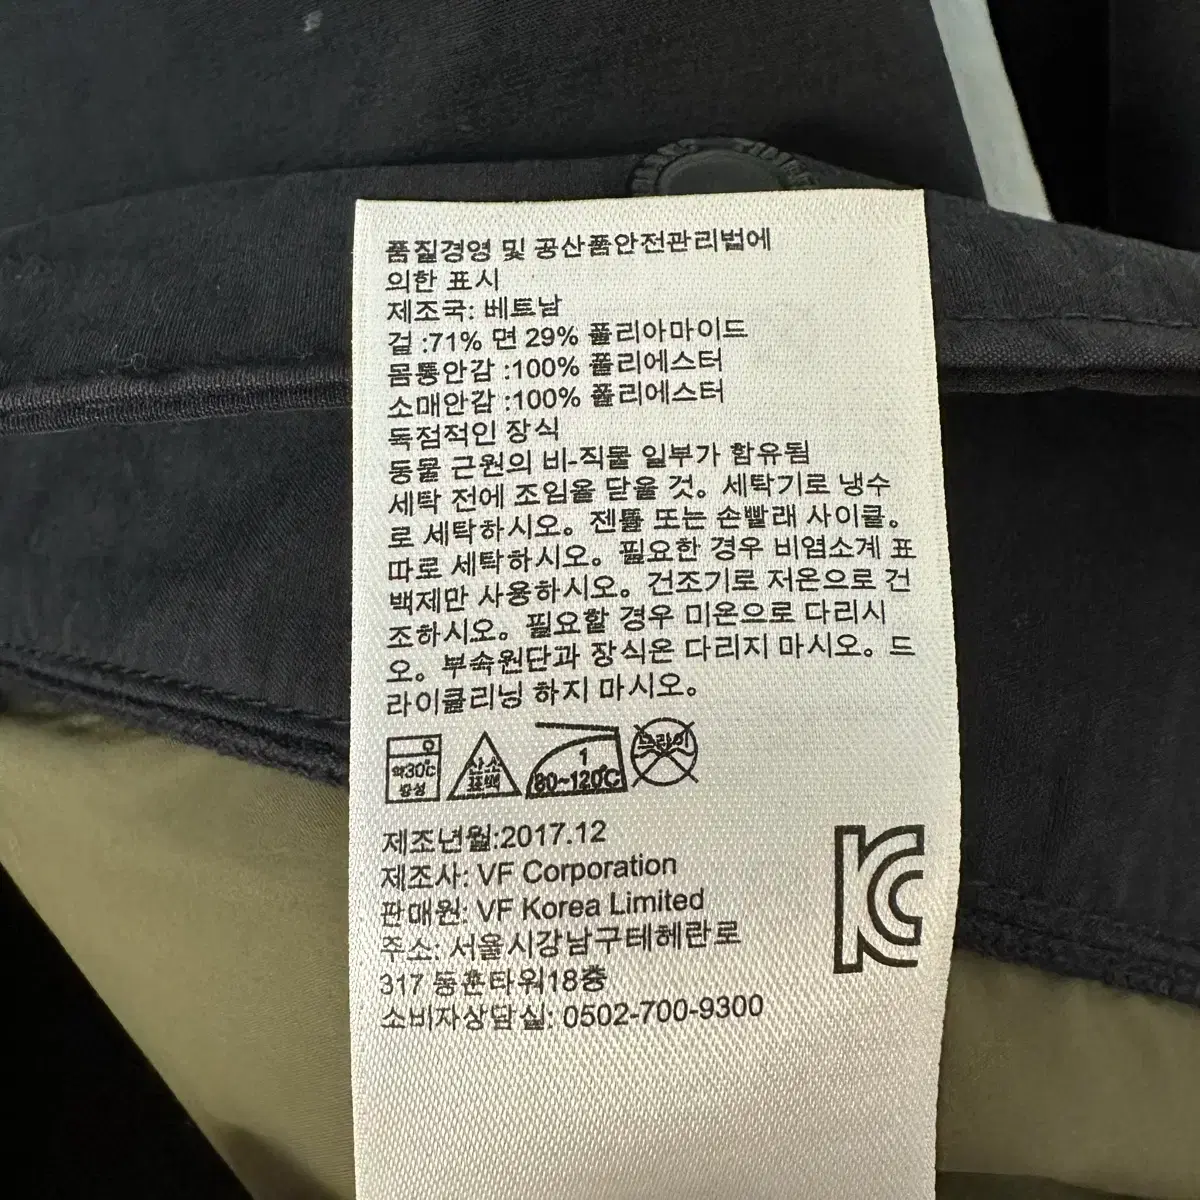 품질경영 및 공산품안전관리법에
의한 표시
제조국: 베트남
겉 :71% 면 29% 폴리아마이드
몸통안감 :100% 폴리에스터
소매안감 :100% 폴리에스터
독점적인 장식
동물 근원의 비-직물 일부가 함유됨
세탁 전에 조임을 닫을 것。세탁기로 냉수
로 세탁하시오。젠틀 또는 손빨래 사이클。
따로 세탁하시오。필요한 경우 비염소계 표
백제만 사용하시오。건조기로 저온으로 건
조하시오。필요할 경우 미온으로 다리시
오。부속원단과 장식은 다리지 마시오。드
라이클리닝 하지 마시오。
약30℃
중성
산소
표백
1
80~120℃
드라이
제조년월:2017.12
제조사: VF Corporation
판매원: VF Korea Limited
주소: 서울시강남구테헤란로
317 동훈타워18층
소비자상담실: 0502-700-9300
KC